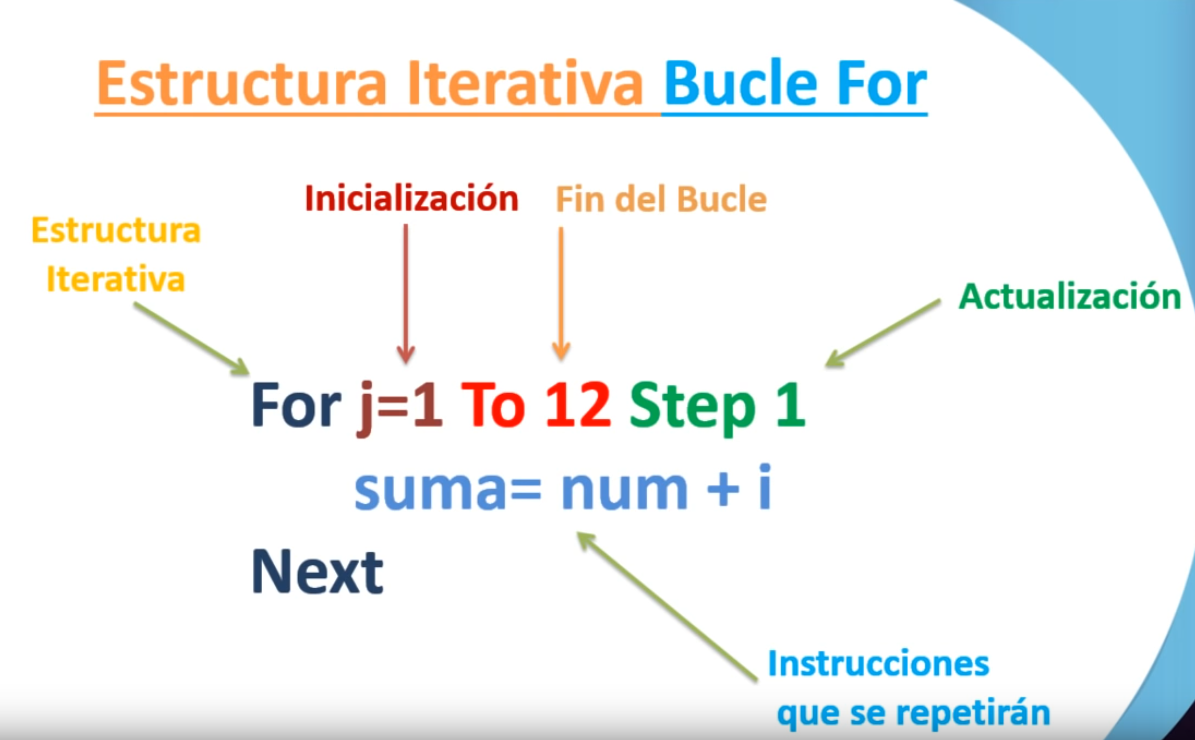 Estructura Iterativa Bucle For
Inicialización
Fin del Bucle
Estructura
Iterativa
Actualización
For j=1 To 12 Step 1
suma= num + i
Next
Instrucciones
que se repetirán